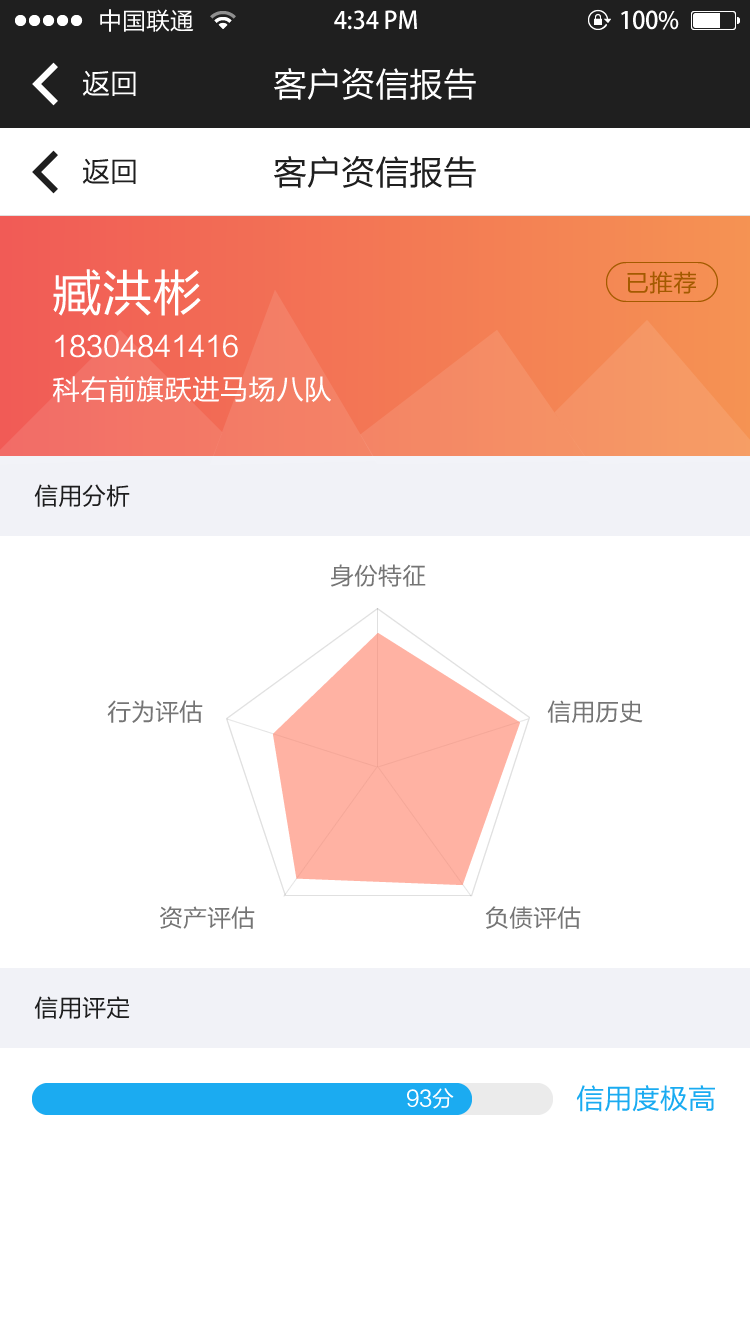 中国联通 4:34 PM 100%
返回 客户资信报告
返回 客户资信报告
臧洪彬
已推荐
18304841416
科右前旗跃进马场八队
信用分析
身份特征
行为评估 信用历史
资产评估 负债评估
信用评定
93分 信用度极高